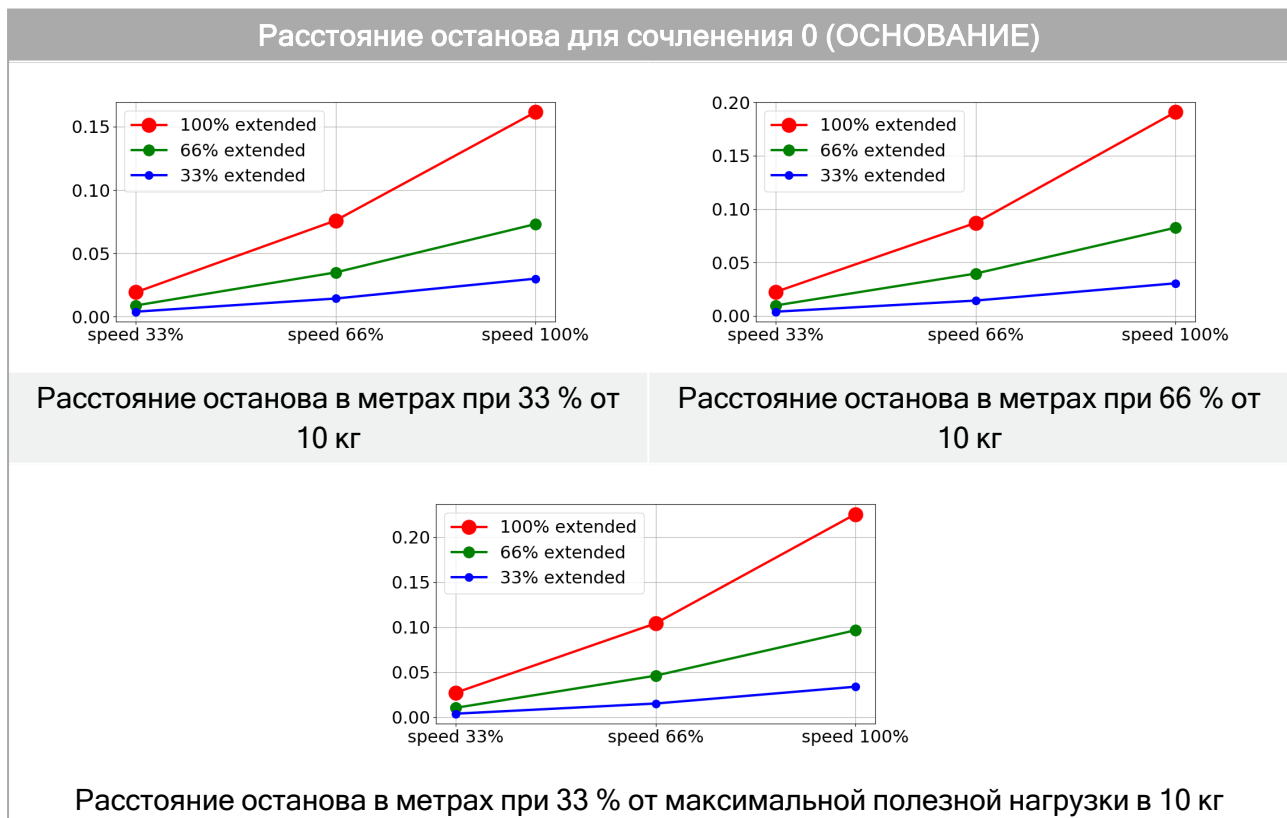 Расстояние останова для сочленения 0 (ОСНОВАНИЕ)
0.15
0.10
0.05
0.00
100% extended
66% extended
33% extended
speed 33%
speed 66%
speed 100%
0.20
0.15
0.10
0.05
0.00
100% extended
66% extended
33% extended
speed 33%
speed 66%
speed 100%
Расстояние останова в метрах при 33 % от
10 кг
Расстояние останова в метрах при 66 % от
10 кг
0.20
0.15
0.10
0.05
0.00
100% extended
66% extended
33% extended
speed 33%
speed 66%
speed 100%
Расстояние останова в метрах при 33 % от максимальной полезной нагрузки в 10 кг